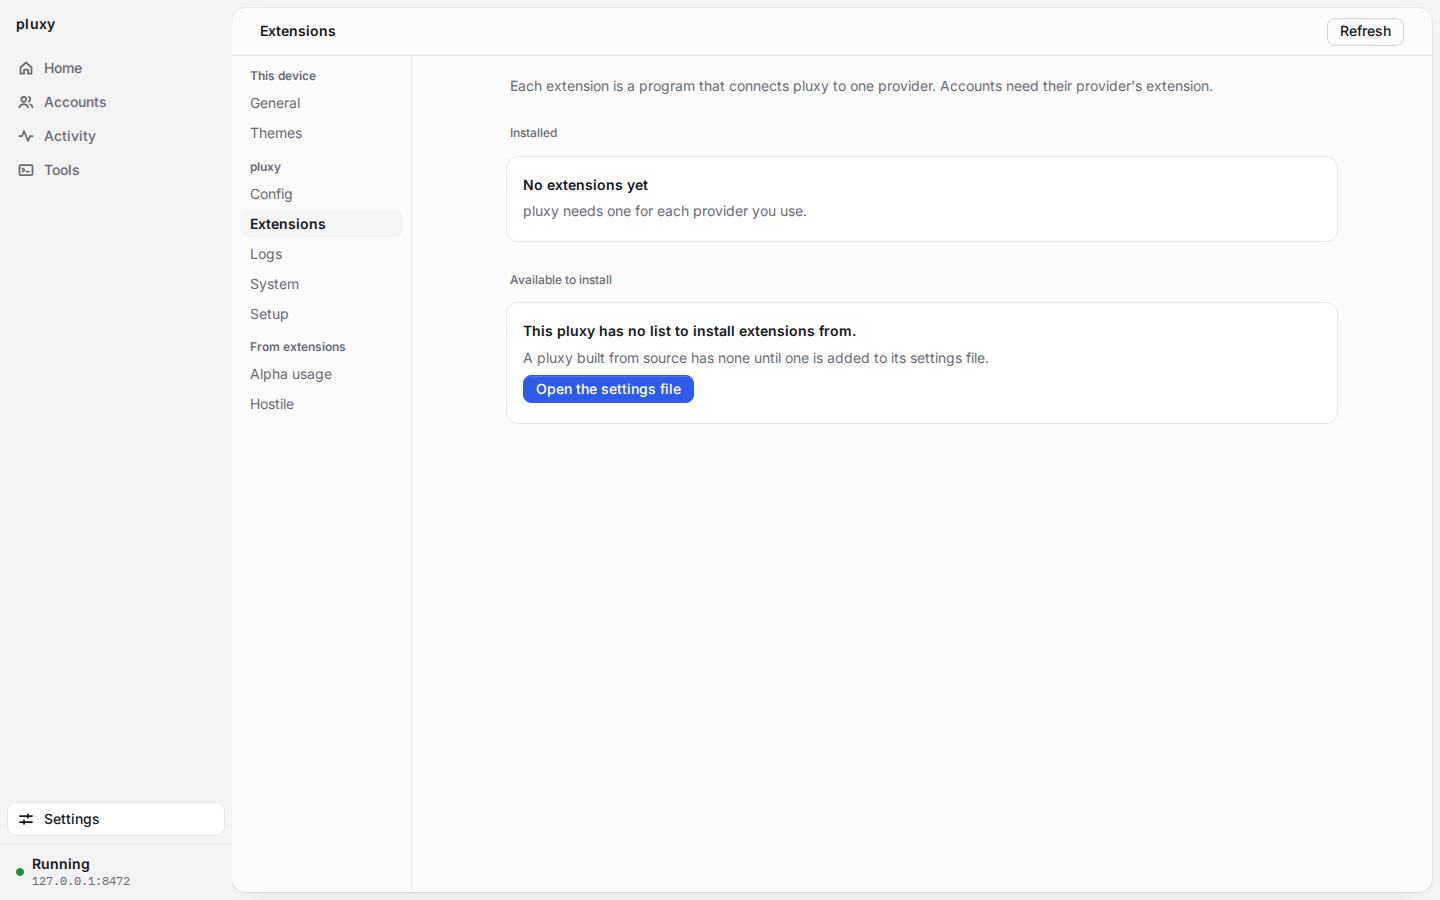 pluxy
Home
Accounts
Activity
Tools
Settings
Running
127.0.0.1:8472
Extensions
Refresh
This device
General
Themes
pluxy
Config
Extensions
Logs
System
Setup
From extensions
Alpha usage
Hostile
Each extension is a program that connects pluxy to one provider. Accounts need their provider's extension.
Installed
No extensions yet
pluxy needs one for each provider you use.
Available to install
This pluxy has no list to install extensions from.
A pluxy built from source has none until one is added to its settings file.
Open the settings file